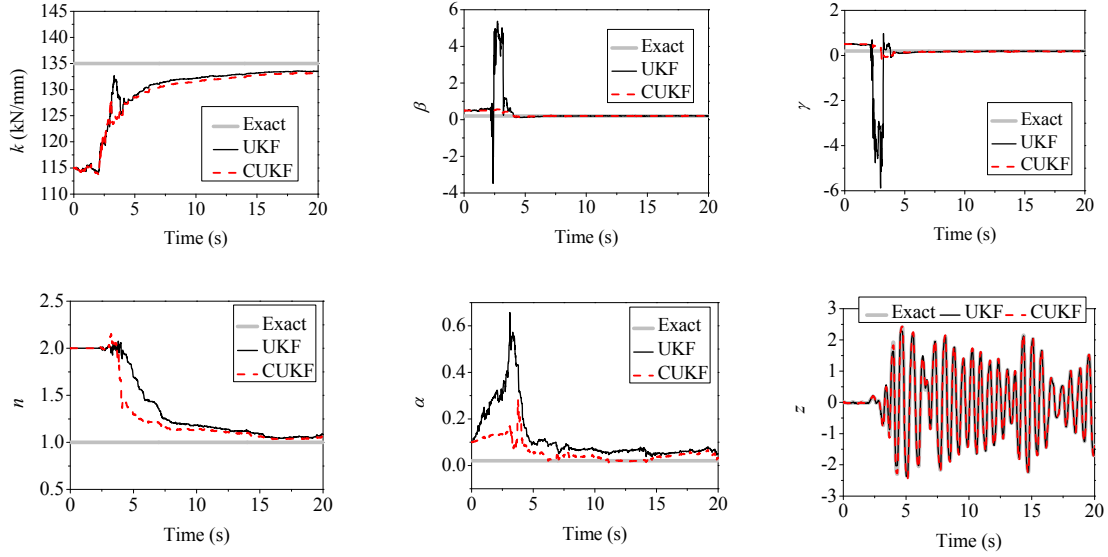 145
140
135
130
125
120
115
110
k (kN/mm)
Exact
UKF
CUKF
0 5 10 15 20
Time (s)
6
4
2
0
-2
-4
β
Exact
UKF
CUKF
0 5 10 15 20
Time (s)
2
0
-2
-4
-6
γ
Exact
UKF
CUKF
0 5 10 15 20
Time (s)
2.5
2.0
1.5
1.0
0.5
n
Exact
UKF
CUKF
0 5 10 15 20
Time (s)
0.6
0.4
0.2
0.0
α
Exact
UKF
CUKF
0 5 10 15 20
Time (s)
3
2
1
0
-1
-2
-3
z
Exact UKF CUKF
0 5 10 15 20
Time (s)